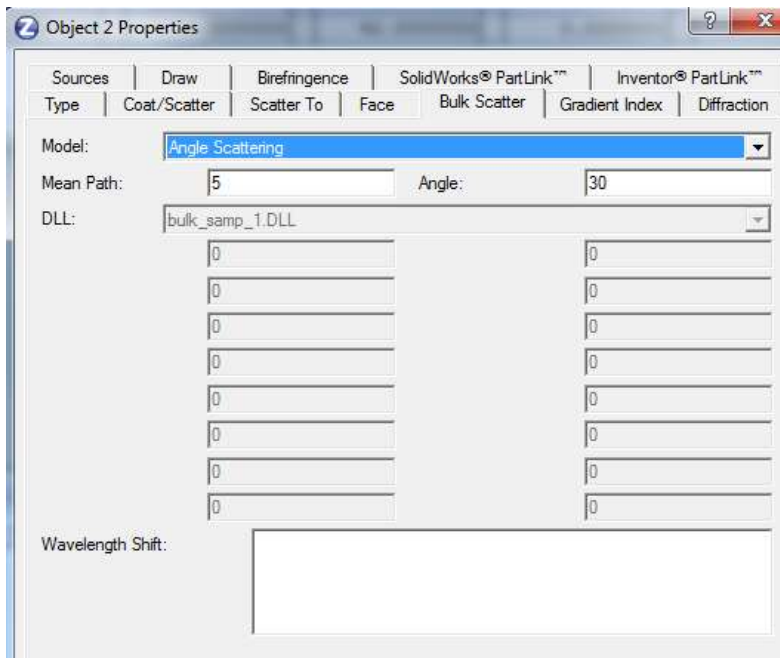 Object 2 Properties
Sources Draw Birefringence SolidWorks® PartLink™ Inventor® PartLink™
Type Coat/Scatter Scatter To Face Bulk Scatter Gradient Index Diffraction
Model: Angle Scattering
Mean Path: 5 Angle: 30
DLL: bulk_samp_1.DLL
0 0
0 0
0 0
0 0
0 0
0 0
0 0
0 0
Wavelength Shift: